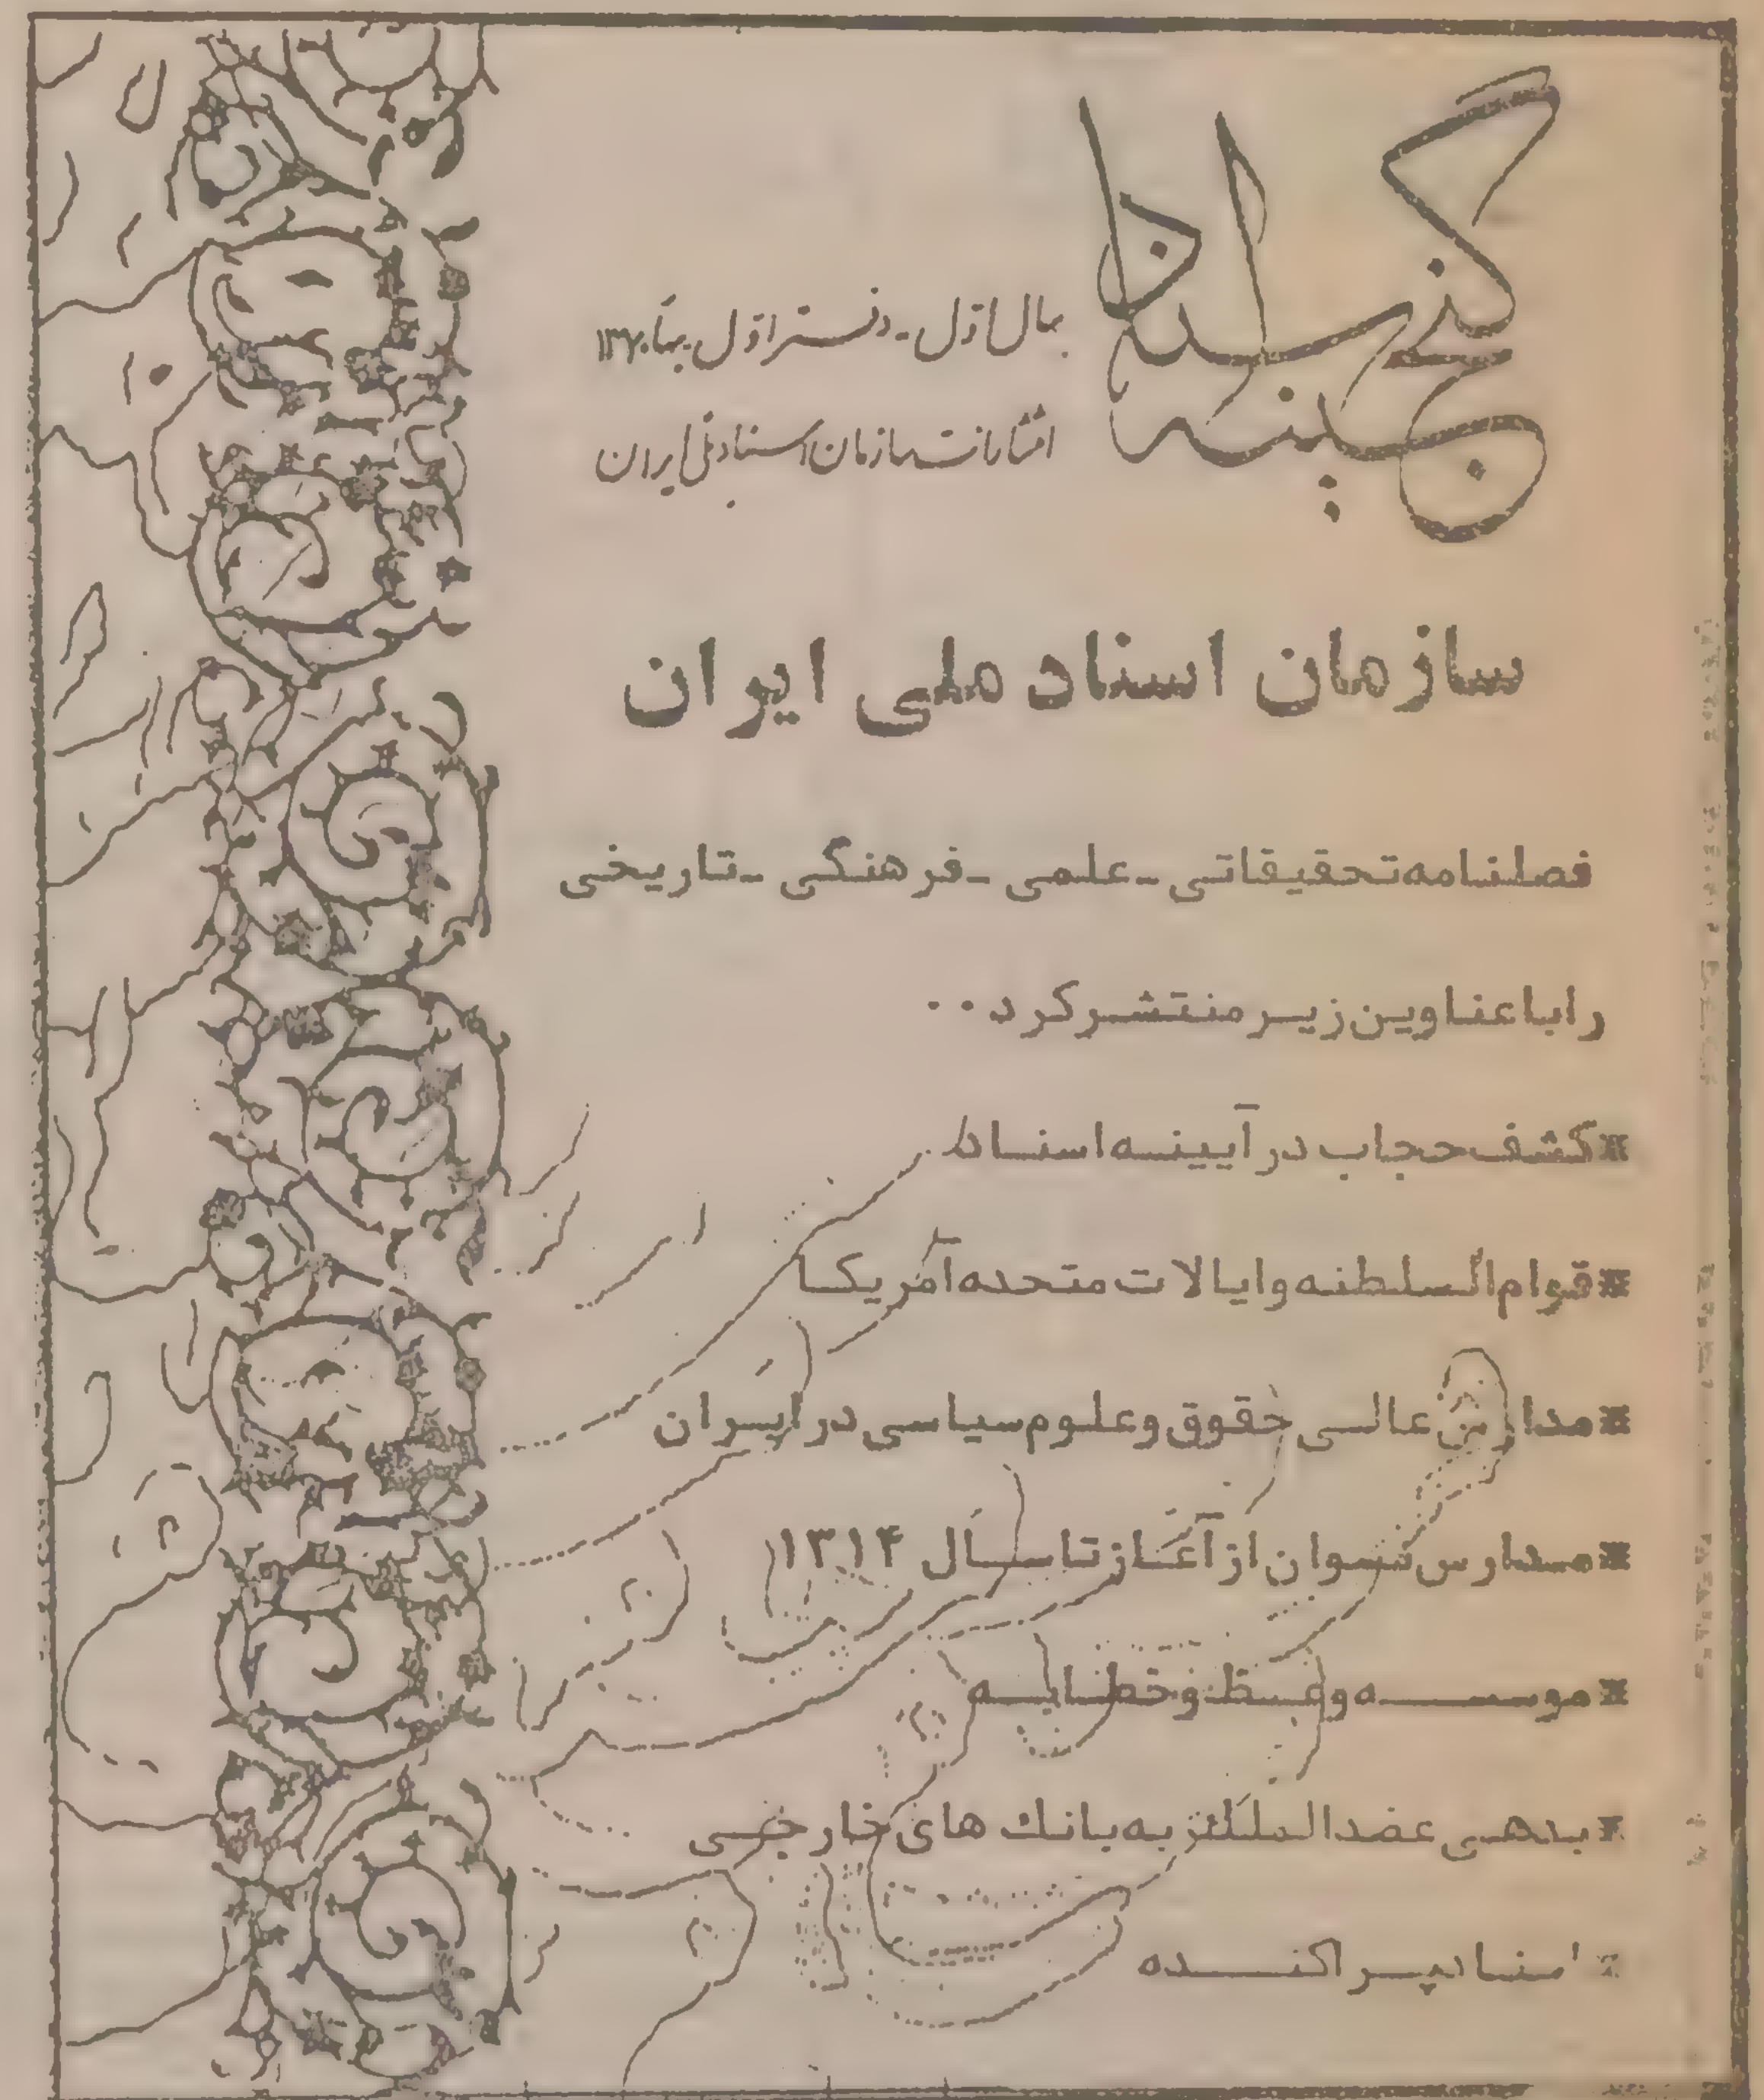 گنجینه اسناد
سال اول - دفتر اول - بهار ۱۳۷۰
انتشارات سازمان اسناد ملی ایران
سازمان اسناد ملی ایران
فصلنامه تحقیقاتی - علمی - فرهنگی - تاریخی
را با عناوین زیر منتشر کرد..
کشف حجاب در آیینه اسناد
قوام السلطنه و ایالات متحده آمریکا
مدارس عالی حقوق و علوم سیاسی در ایران
مدارس نسوان از آغاز تا سال ۱۳۱۴
موسسه وعظ و خطابه
بدهی عضدالملک به بانک های خارجی
اسناد پراکنده